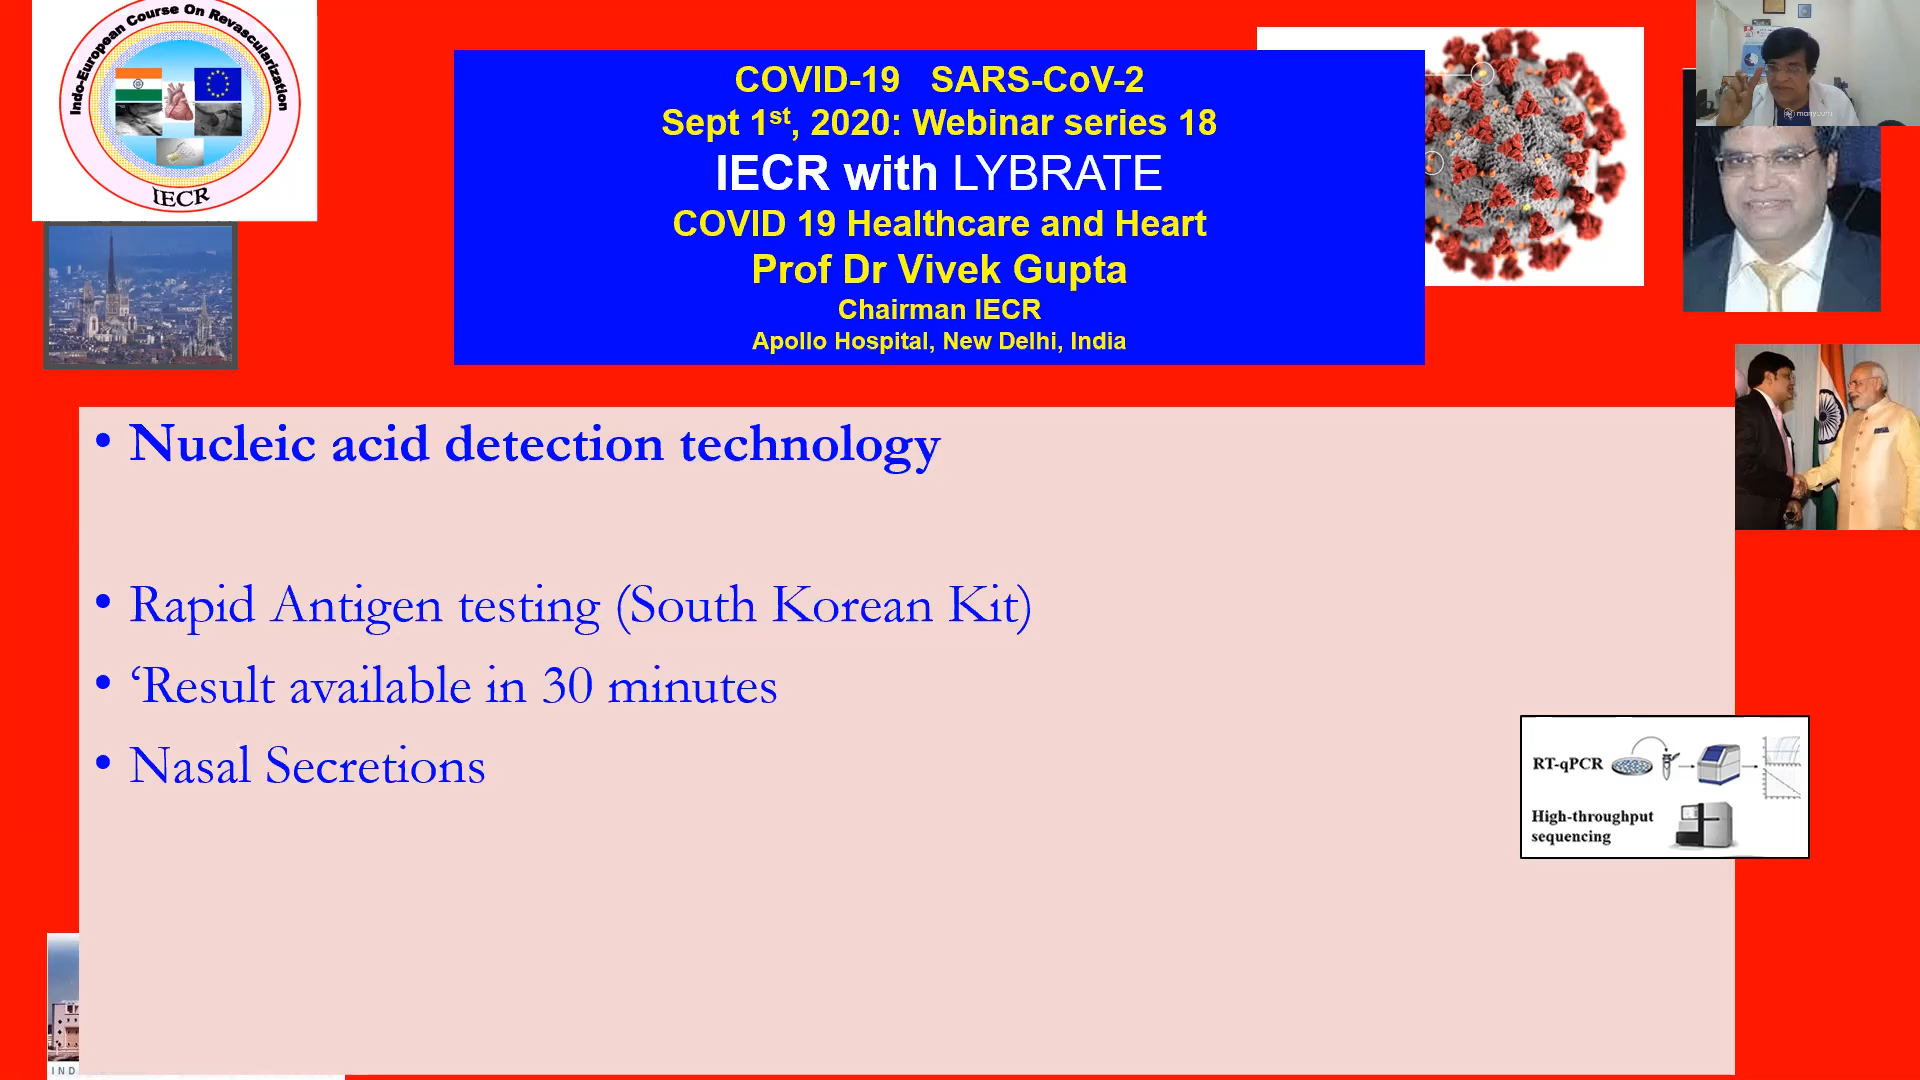 Indo-European Course On Revascularization
IECR
COVID-19 SARS-CoV-2
Sept 1st, 2020: Webinar series 18
IECR with LYBRATE
COVID 19 Healthcare and Heart
Prof Dr Vivek Gupta
Chairman IECR
Apollo Hospital, New Delhi, India
• Nucleic acid detection technology
• Rapid Antigen testing (South Korean Kit)
• ‘Result available in 30 minutes
• Nasal Secretions
RT-qPCR
High-throughput
sequencing
IND